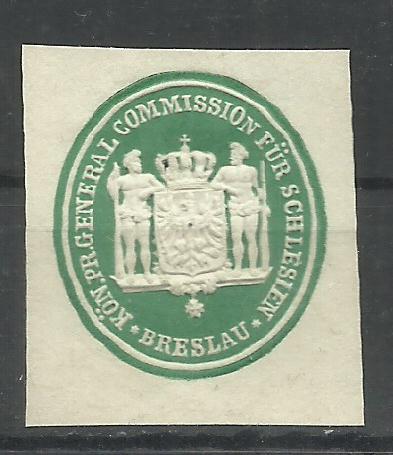 KÖN.PR.GENERAL COMMISSION FÜR SCHLESIEN
* BRESLAU *